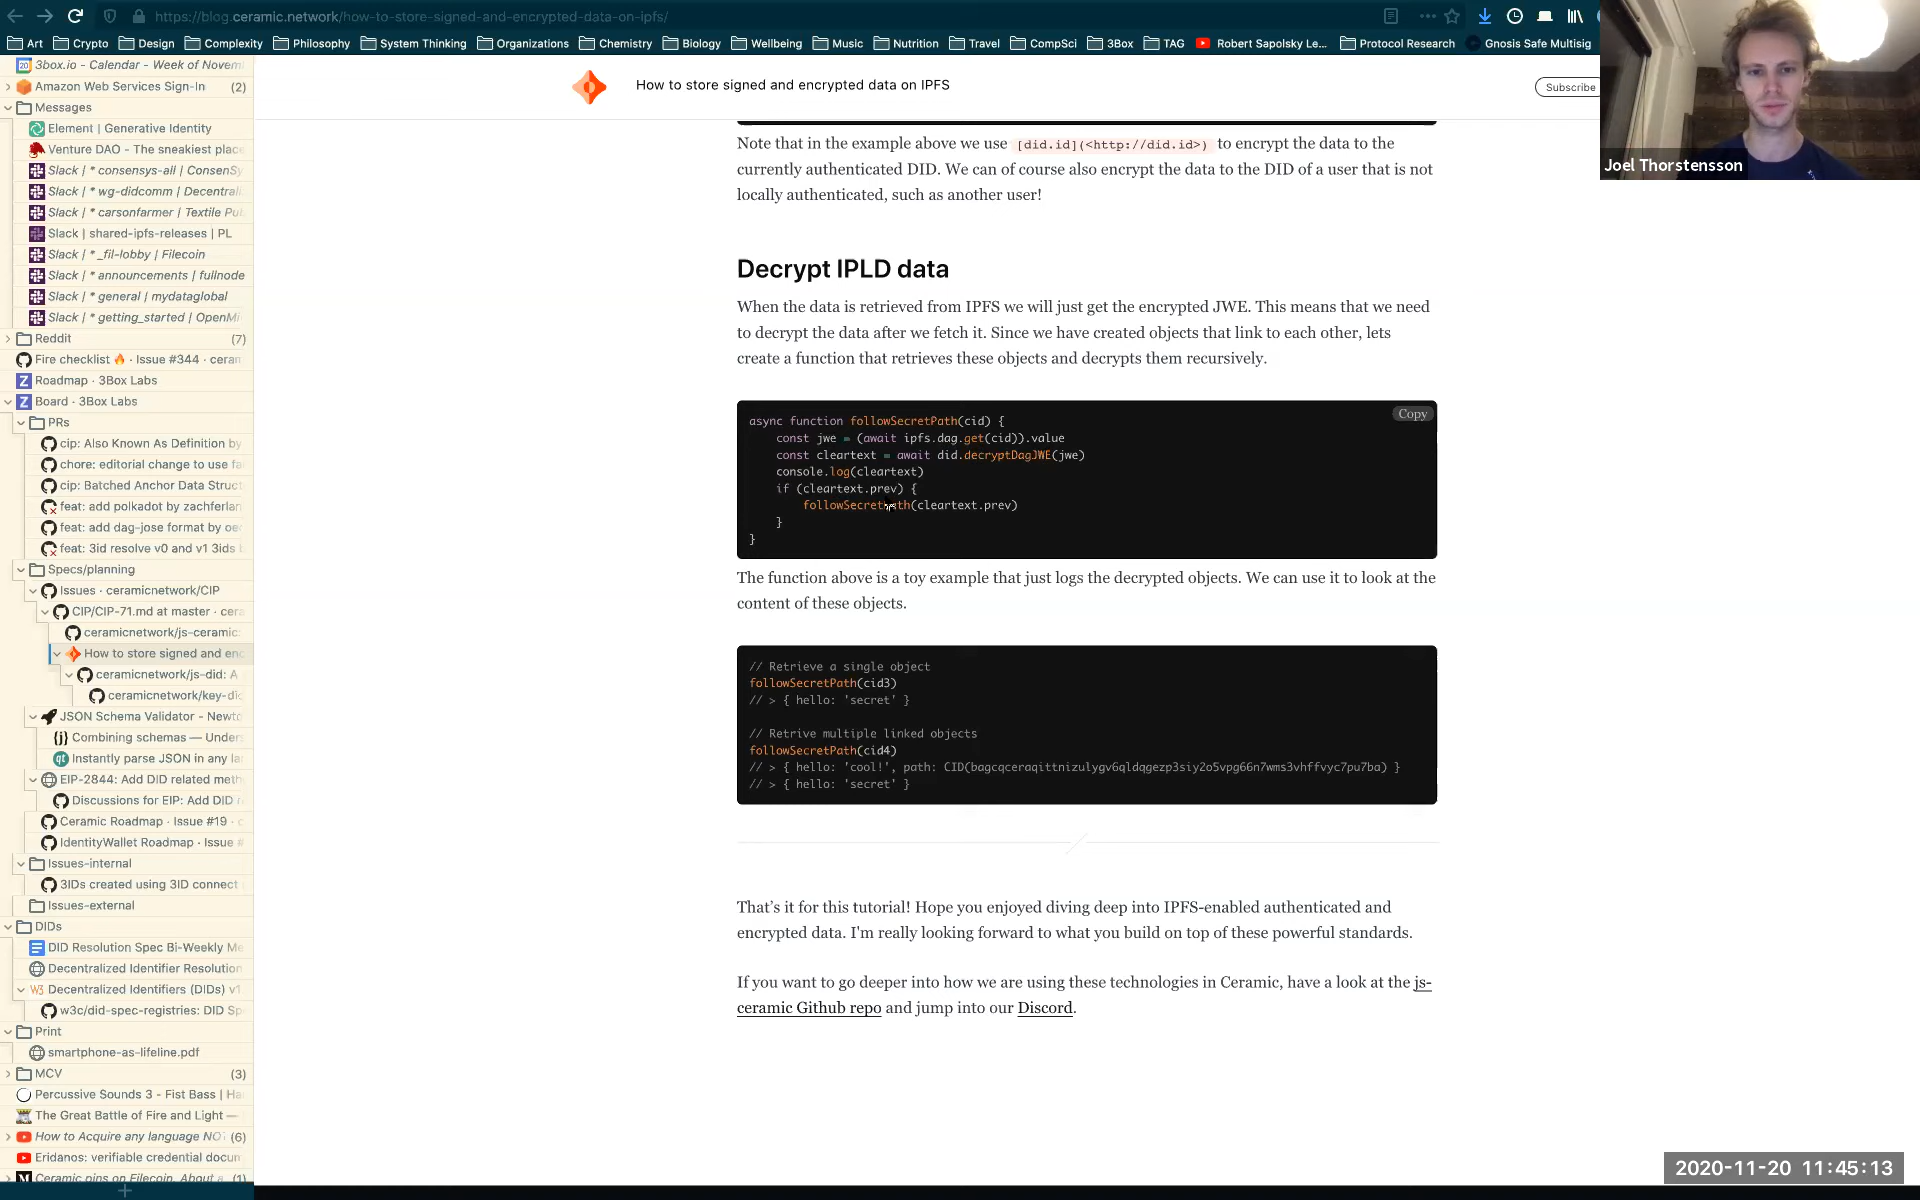 https://blog.ceramic.network/how-to-store-signed-and-encrypted-data-on-ipfs/
Art Crypto Design Complexity Philosophy System Thinking Organizations Chemistry Biology Wellbeing Music Nutrition Travel CompSci 3Box TAG Robert Sapolsky Le... Protocol Research Gnosis Safe Multisig
3box.io - Calendar - Week of Novem
Amazon Web Services Sign-In (2)
Messages
Element | Generative Identity
Venture DAO - The sneakiest place
Slack | * consensys-all | ConsenSy
Slack | * wg-didcomm | Decentrali
Slack | * carsonfarmer | Textile Pub
Slack | shared-ipfs-releases | PL
Slack | * _fil-lobby | Filecoin
Slack | * announcements | fullnode
Slack | * general | mydataglobal
Slack | * getting_started | OpenMi
Reddit (7)
Fire checklist 🔥 · Issue #344 · ceram
Roadmap · 3Box Labs
Board · 3Box Labs
PRs
cip: Also Known As Definition by
chore: editorial change to use fa
cip: Batched Anchor Data Struct
feat: add polkadot by zachferlan
feat: add dag-jose format by oed
feat: 3id resolve v0 and v1 3ids b
Specs/planning
Issues · ceramicnetwork/CIP
CIP/CIP-71.md at master · cera
ceramicnetwork/js-ceramic:
How to store signed and enc
ceramicnetwork/js-did: A
ceramicnetwork/key-dic
JSON Schema Validator - Newto
Combining schemas — Under
Instantly parse JSON in any la
EIP-2844: Add DID related meth
Discussions for EIP: Add DID r
Ceramic Roadmap · Issue #19 · c
IdentityWallet Roadmap · Issue #
Issues-internal
3IDs created using 3ID connect
Issues-external
DIDs
DID Resolution Spec Bi-Weekly Me
Decentralized Identifier Resolution
Decentralized Identifiers (DIDs) v1
w3c/did-spec-registries: DID Sp
Print
smartphone-as-lifeline.pdf
MCV (3)
Percussive Sounds 3 - Fist Bass | Ha
The Great Battle of Fire and Light —
How to Acquire any language NOT (6)
Eridanos: verifiable credential docum
Ceramic pins on Filecoin. About a (1)
How to store signed and encrypted data on IPFS
Subscribe
Joel Thorstensson
Note that in the example above we use [did.id](<http://did.id>) to encrypt the data to the
currently authenticated DID. We can of course also encrypt the data to the DID of a user that is not
locally authenticated, such as another user!
Decrypt IPLD data
When the data is retrieved from IPFS we will just get the encrypted JWE. This means that we need
to decrypt the data after we fetch it. Since we have created objects that link to each other, lets
create a function that retrieves these objects and decrypts them recursively.
Copy
async function followSecretPath(cid) {
const jwe = (await ipfs.dag.get(cid)).value
const cleartext = await did.decryptDagJWE(jwe)
console.log(cleartext)
if (cleartext.prev) {
followSecretPath(cleartext.prev)
}
}
The function above is a toy example that just logs the decrypted objects. We can use it to look at the
content of these objects.
// Retrieve a single object
followSecretPath(cid3)
// > { hello: 'secret' }
// Retrive multiple linked objects
followSecretPath(cid4)
// > { hello: 'cool!', path: CID(bagcqceraqittnizulygv6qldqgezp3siy2o5vpg66n7wms3vhffvyc7pu7ba) }
// > { hello: 'secret' }
That's it for this tutorial! Hope you enjoyed diving deep into IPFS-enabled authenticated and
encrypted data. I'm really looking forward to what you build on top of these powerful standards.
If you want to go deeper into how we are using these technologies in Ceramic, have a look at the js-
ceramic Github repo and jump into our Discord.
2020-11-20 11:45:13